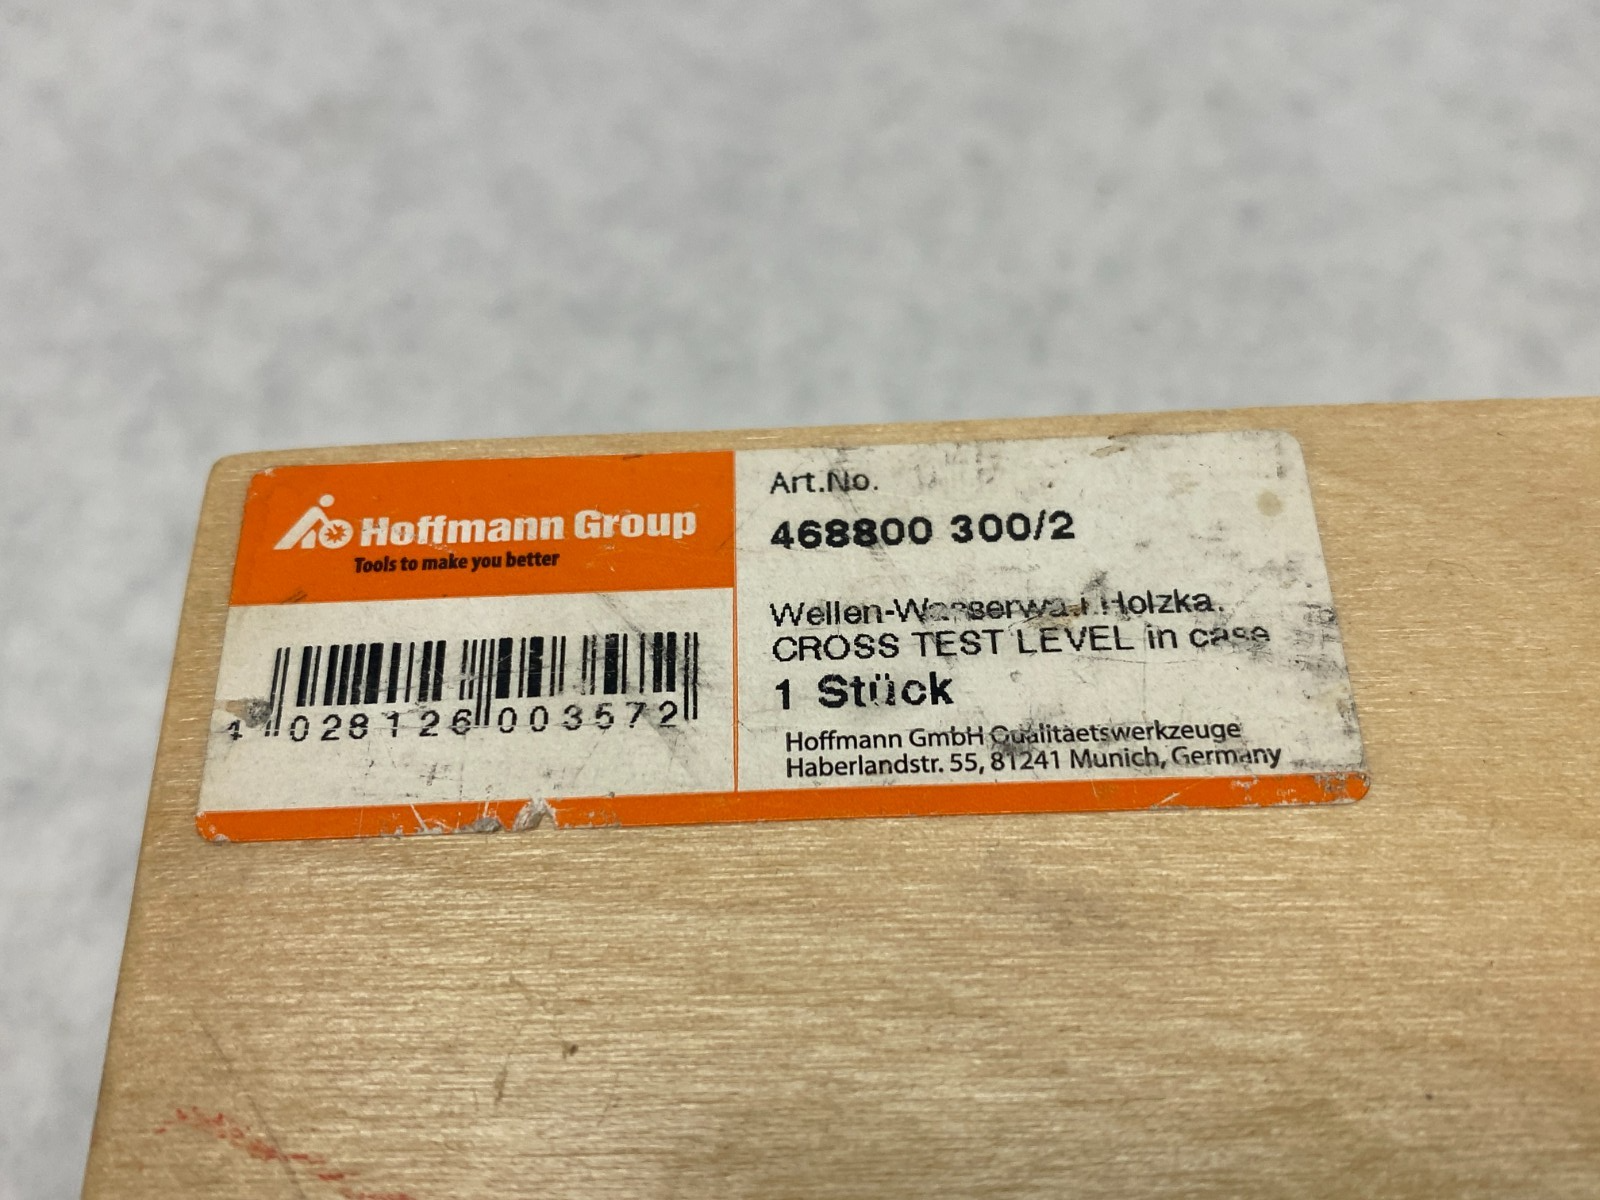 Hoffmann Group
Tools to make you better
4 028126 003572
Art.No.
468800 300/2
Holzka.
CROSS TEST LEVEL in case
1 Stück
Hoffmann GmbH Qualitaetswerkzeuge
Haberlandstr. 55, 81241 Munich, Germany